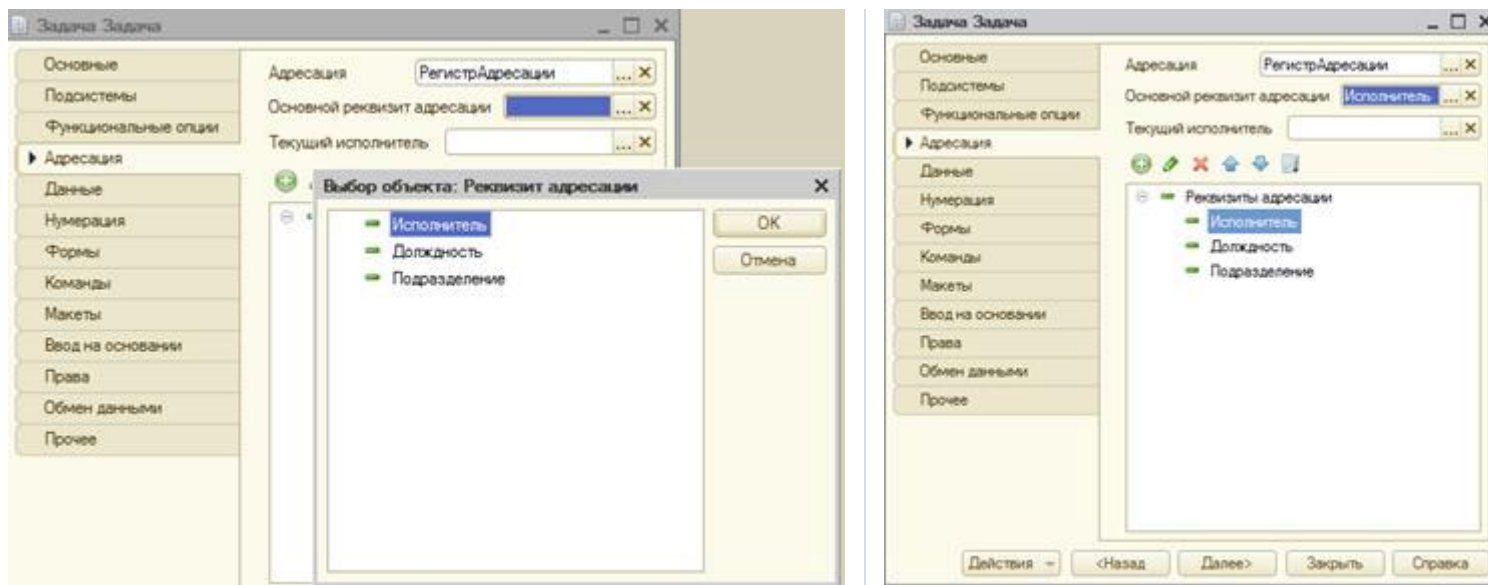 Задача Задача
Основные
Подсистемы
Функциональные опции
Адресация
Данные
Нумерация
Формы
Команды
Макеты
Ввод на основании
Права
Обмен данными
Прочее
Адресация РегистрАдресации ...
Основной реквизит адресации ...
Текущий исполнитель ...
Выбор объекта: Реквизит адресации
Исполнитель
Должность
Подразделение
OK
Отмена
Задача Задача
Основные
Подсистемы
Функциональные опции
Адресация
Данные
Нумерация
Формы
Команды
Макеты
Ввод на основании
Права
Обмен данными
Прочее
Адресация РегистрАдресации ...
Основной реквизит адресации Исполнитель ...
Текущий исполнитель ...
Реквизиты адресации
Исполнитель
Должность
Подразделение
Действия <Назад Далее> Закрыть Справка